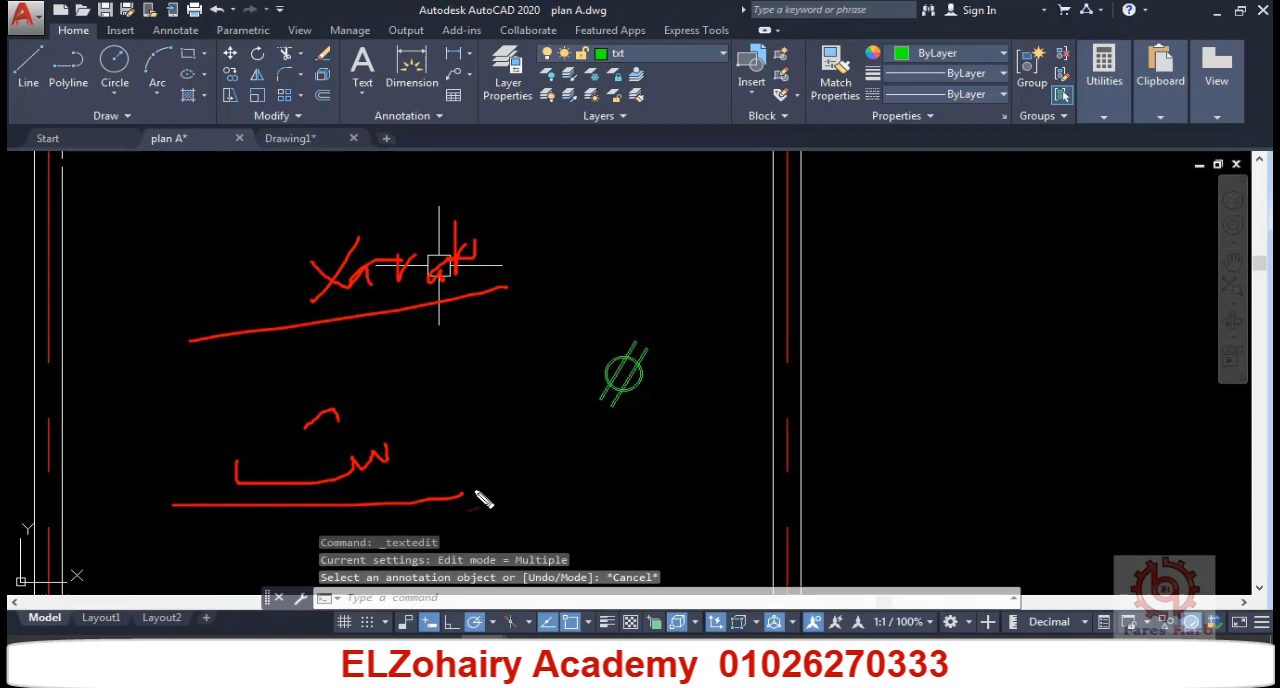 Autodesk AutoCAD 2020 plan A.dwg
Type a keyword or phrase
Sign In
Home Insert Annotate Parametric View Manage Output Add-ins Collaborate Featured Apps Express Tools
Line Polyline Circle Arc
Text Dimension
Layer Properties
txt
Insert
Match Properties
ByLayer
ByLayer
ByLayer
Group
Utilities
Clipboard
View
Draw Modify Annotation Layers Block Properties Groups
Start plan A* Drawing1*
Y
X
Command: _textedit
Current settings: Edit mode = Multiple
Select an annotation object or [Undo/Mode]: *Cancel*
Type a command
Model Layout1 Layout2
1:1 / 100%
Decimal
Fares Harb
ELZohairy Academy 01026270333